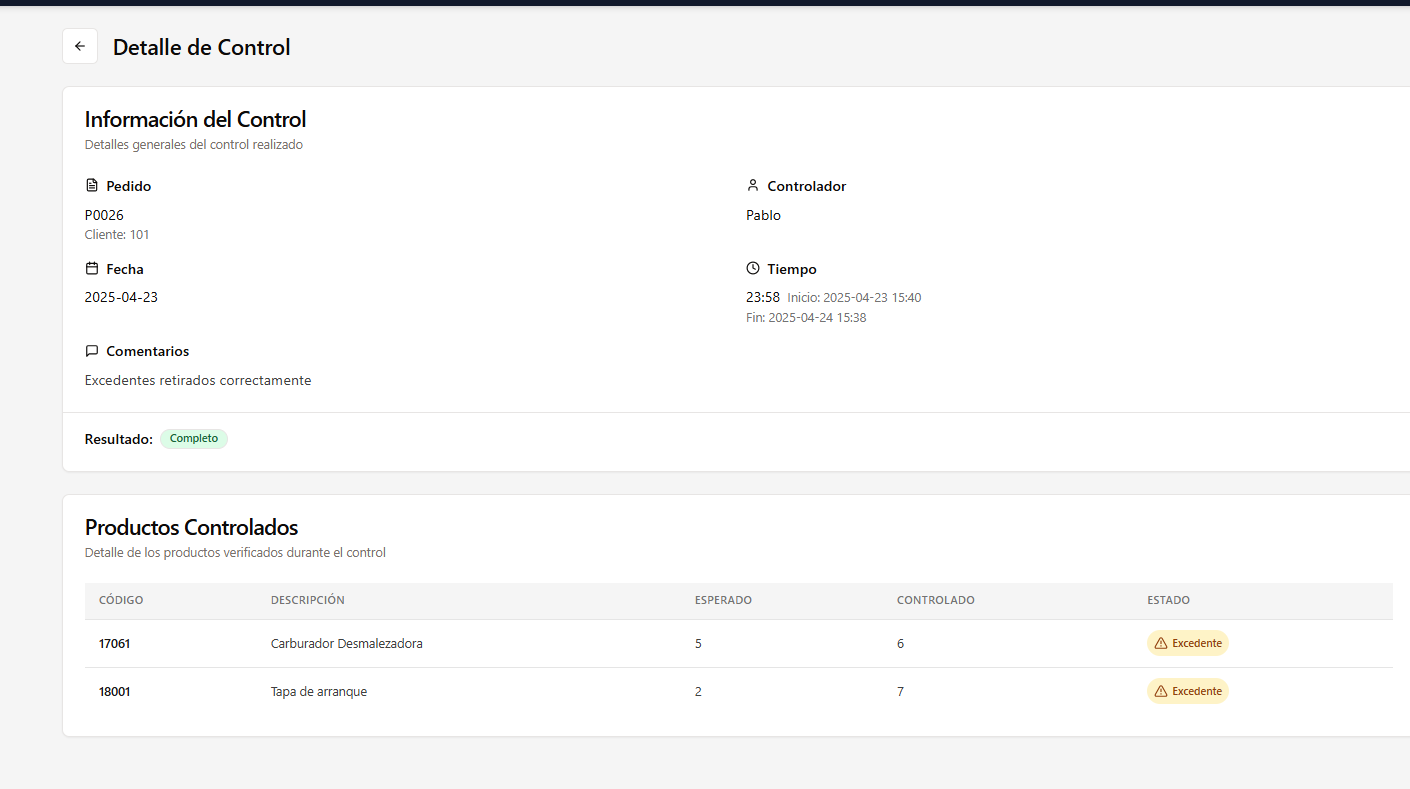 Detalle de Control
Información del Control
Detalles generales del control realizado
Pedido
P0026
Cliente: 101
Controlador
Pablo
Fecha
2025-04-23
Tiempo
23:58 Inicio: 2025-04-23 15:40
Fin: 2025-04-24 15:38
Comentarios
Excedentes retirados correctamente
Resultado: Completo
Productos Controlados
Detalle de los productos verificados durante el control
CÓDIGO DESCRIPCIÓN ESPERADO CONTROLADO ESTADO
17061 Carburador Desmalezadora 5 6 Excedente
18001 Tapa de arranque 2 7 Excedente